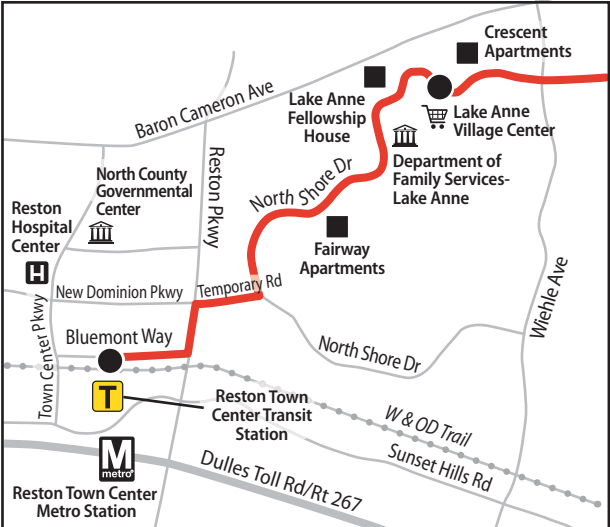 Crescent
Apartments
Baron Cameron Ave
Lake Anne
Fellowship
House
Lake Anne
Village Center
Department of
Family Services-
Lake Anne
North County
Governmental
Center
Reston Pkwy
North Shore Dr
Reston
Hospital
Center
H
Fairway
Apartments
New Dominion Pkwy
Temporary Rd
Wiehle Ave
Town Center Pkwy
Bluemont Way
North Shore Dr
T
Reston Town
Center Transit
Station
W & OD Trail
Sunset Hills Rd
M
metro
Dulles Toll Rd/Rt 267
Reston Town Center
Metro Station